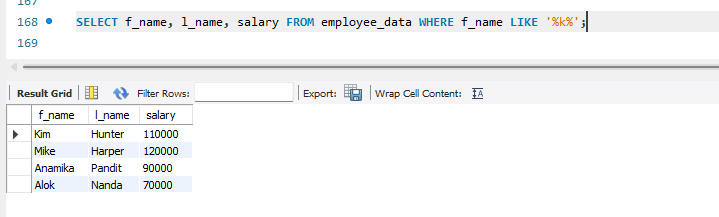 167
168 SELECT f_name, l_name, salary FROM employee_data WHERE f_name LIKE '%k%';
169
Result Grid Filter Rows: Export: Wrap Cell Content: IA
f_name l_name salary
Kim Hunter 110000
Mike Harper 120000
Anamika Pandit 90000
Alok Nanda 70000